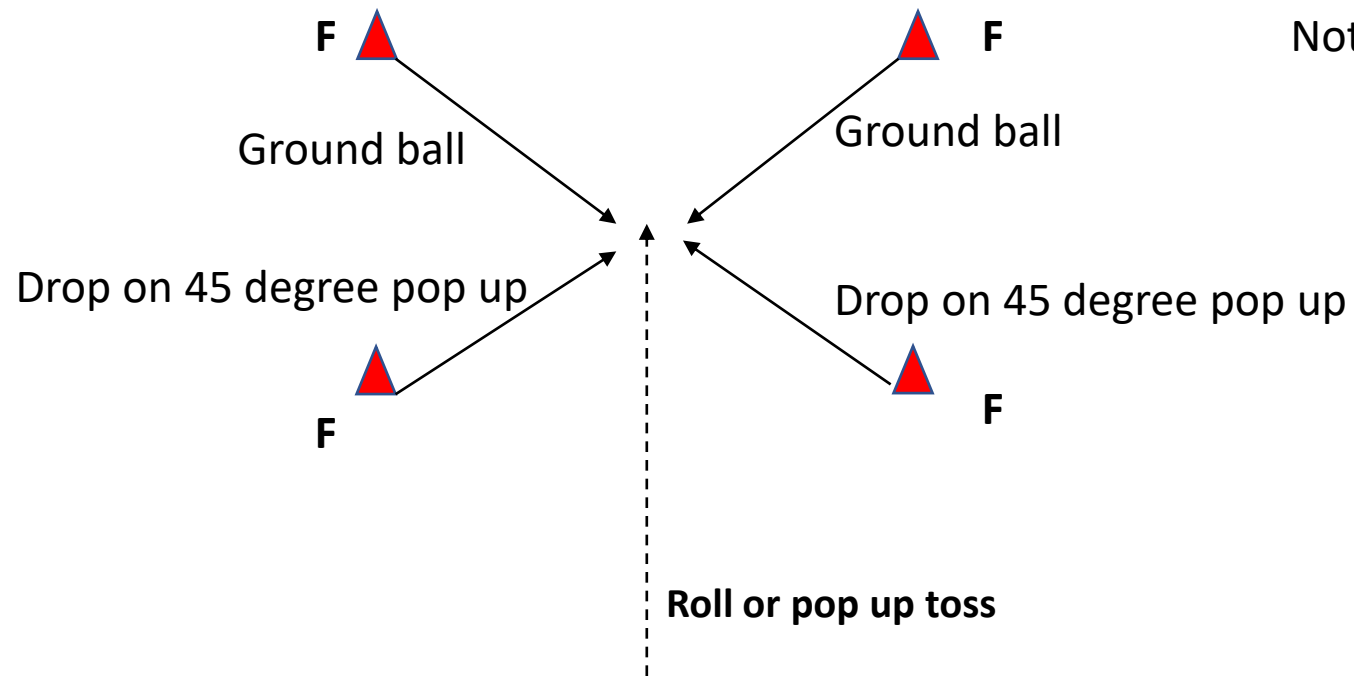 F
F
Ground ball
Ground ball
Drop on 45 degree pop up
Drop on 45 degree pop up
F
F
Roll or pop up toss